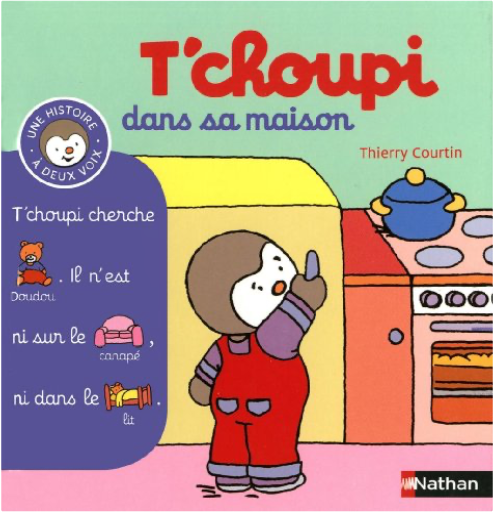 T'choupi
dans sa maison
Thierry Courtin
UNE HISTOIRE
À DEUX VOIX
T'choupi cherche
. Il n'est
Doudou
ni sur le ,
canapé
ni dans le .
lit
Nathan